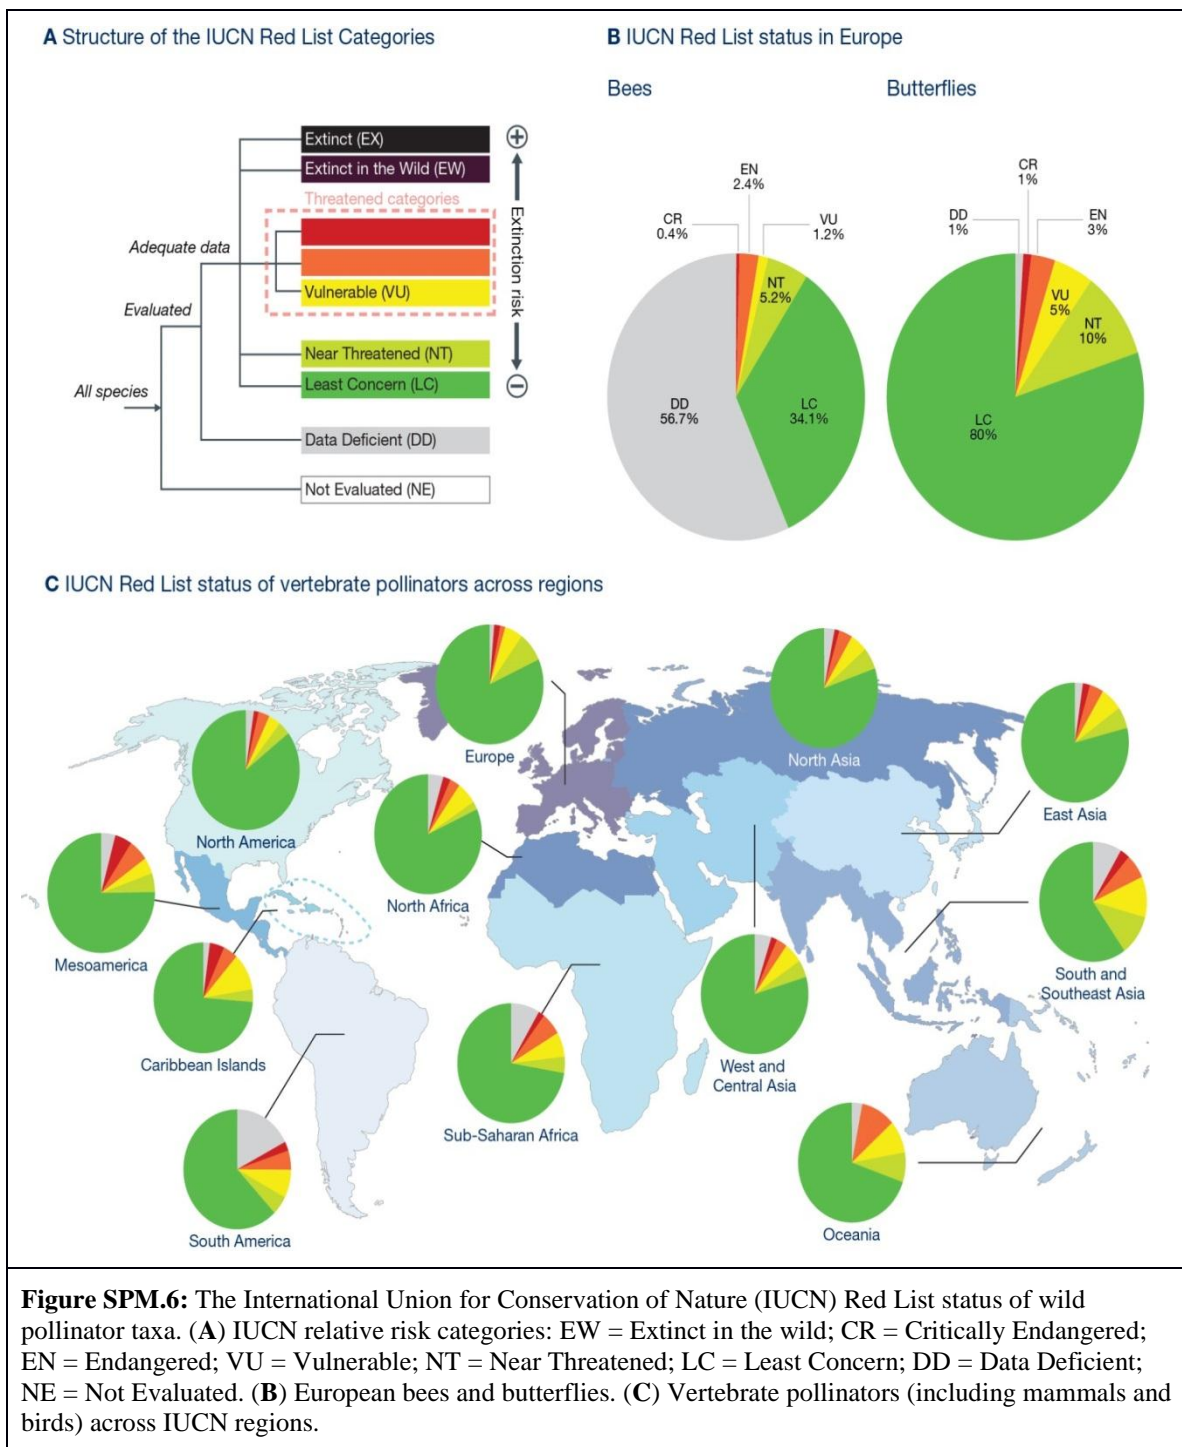 A Structure of the IUCN Red List Categories
B IUCN Red List status in Europe
Bees
Butterflies
Extinct (EX)
Extinct in the Wild (EW)
Threatened categories
Adequate data
Vulnerable (VU)
Evaluated
Near Threatened (NT)
Least Concern (LC)
All species
Data Deficient (DD)
Not Evaluated (NE)
Extinction risk
EN
2.4%
CR
0.4%
VU
1.2%
NT
5.2%
DD
56.7%
LC
34.1%
CR
1%
DD
1%
EN
3%
VU
5%
NT
10%
LC
80%
C IUCN Red List status of vertebrate pollinators across regions
Europe
North Asia
East Asia
North America
North Africa
Mesoamerica
South and
Southeast Asia
Caribbean Islands
West and
Central Asia
Sub-Saharan Africa
South America
Oceania
Figure SPM.6: The International Union for Conservation of Nature (IUCN) Red List status of wild
pollinator taxa. (A) IUCN relative risk categories: EW = Extinct in the wild; CR = Critically Endangered;
EN = Endangered; VU = Vulnerable; NT = Near Threatened; LC = Least Concern; DD = Data Deficient;
NE = Not Evaluated. (B) European bees and butterflies. (C) Vertebrate pollinators (including mammals and
birds) across IUCN regions.